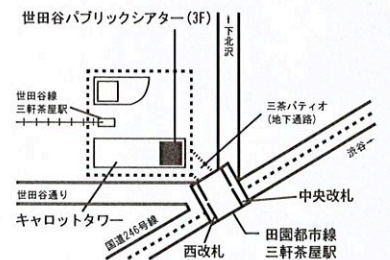 世田谷パブリックシアター(3F)
↑下北沢
世田谷線
三軒茶屋駅
三茶パティオ
(地下通路)
渋谷→
世田谷通り
中央改札
キャロットタワー
国道246号線
西改札
田園都市線
三軒茶屋駅